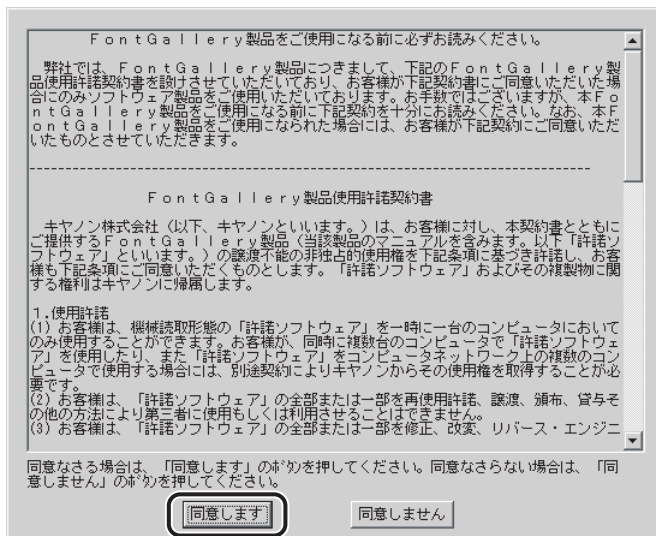 ＦｏｎｔＧａｌｌｅｒｙ製品をご使用になる前に必ずお読みください。
弊社では、ＦｏｎｔＧａｌｌｅｒｙ製品につきまして、下記のＦｏｎｔＧａｌｌｅｒｙ製
品使用許諾契約書を設けさせていただいており、お客様が下記契約書にご同意いただいた場
合にのみソフトウェア製品をご使用いただいております。お手数ではございますが、本Ｆｏ
ｎｔＧａｌｌｅｒｙ製品をご使用になる前に下記契約を十分にお読みください。なお、本Ｆ
ｏｎｔＧａｌｌｅｒｙ製品をご使用になられた場合には、お客様が下記契約にご同意いただ
いたものとさせていただきます。
------------------------------------------------------------------------
ＦｏｎｔＧａｌｌｅｒｙ製品使用許諾契約書
キヤノン株式会社（以下、キヤノンといいます。）は、お客様に対し、本契約書とともに
ご提供するＦｏｎｔＧａｌｌｅｒｙ製品（当該製品のマニュアルを含みます。以下「許諾ソ
フトウェア」といいます。）の譲渡不能の非独占的使用権を下記条項に基づき許諾し、お客
様も下記条項にご同意いただくものとします。「許諾ソフトウェア」およびその複製物に関
する権利はキヤノンに帰属します。
１.使用許諾
(1) お客様は、機械読取形態の「許諾ソフトウェア」を一時に一台のコンピュータにおいて
のみ使用することができます。お客様が、同時に複数台のコンピュータで「許諾ソフトウェ
ア」を使用したり、また「許諾ソフトウェア」をコンピュータネットワーク上の複数のコン
ピュータで使用する場合には、別途契約によりキヤノンからその使用権を取得することが必
要です。
(2) お客様は、「許諾ソフトウェア」の全部または一部を再使用許諾、譲渡、頒布、貸与そ
の他の方法により第三者に使用もしくは利用させることはできません。
(3) お客様は、「許諾ソフトウェア」の全部または一部を修正、改変、リバース・エンジニ
同意なさる場合は、「同意します」のﾎﾞﾀﾝを押してください。同意なさらない場合は、「同
意しません」のﾎﾞﾀﾝを押してください。
同意します 同意しません